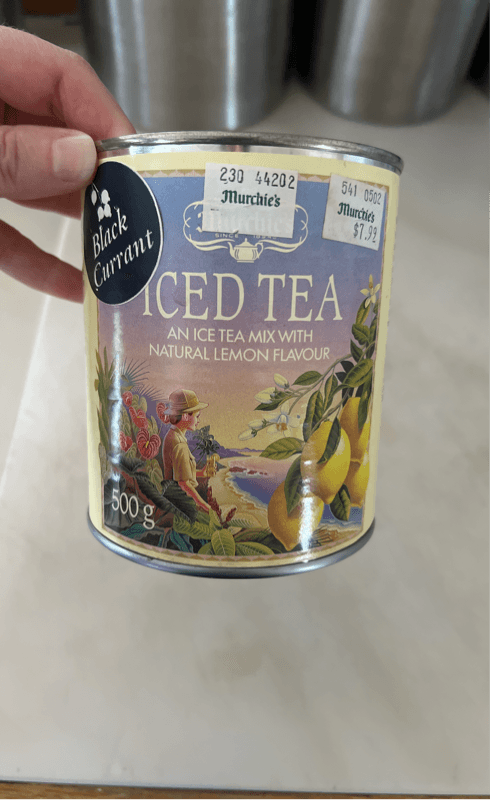 230 44202
Murchie's
541 0502
Murchie's
$7.92
Black
Currant
SINCE
ICED TEA
AN ICE TEA MIX WITH
NATURAL LEMON FLAVOUR
500 g